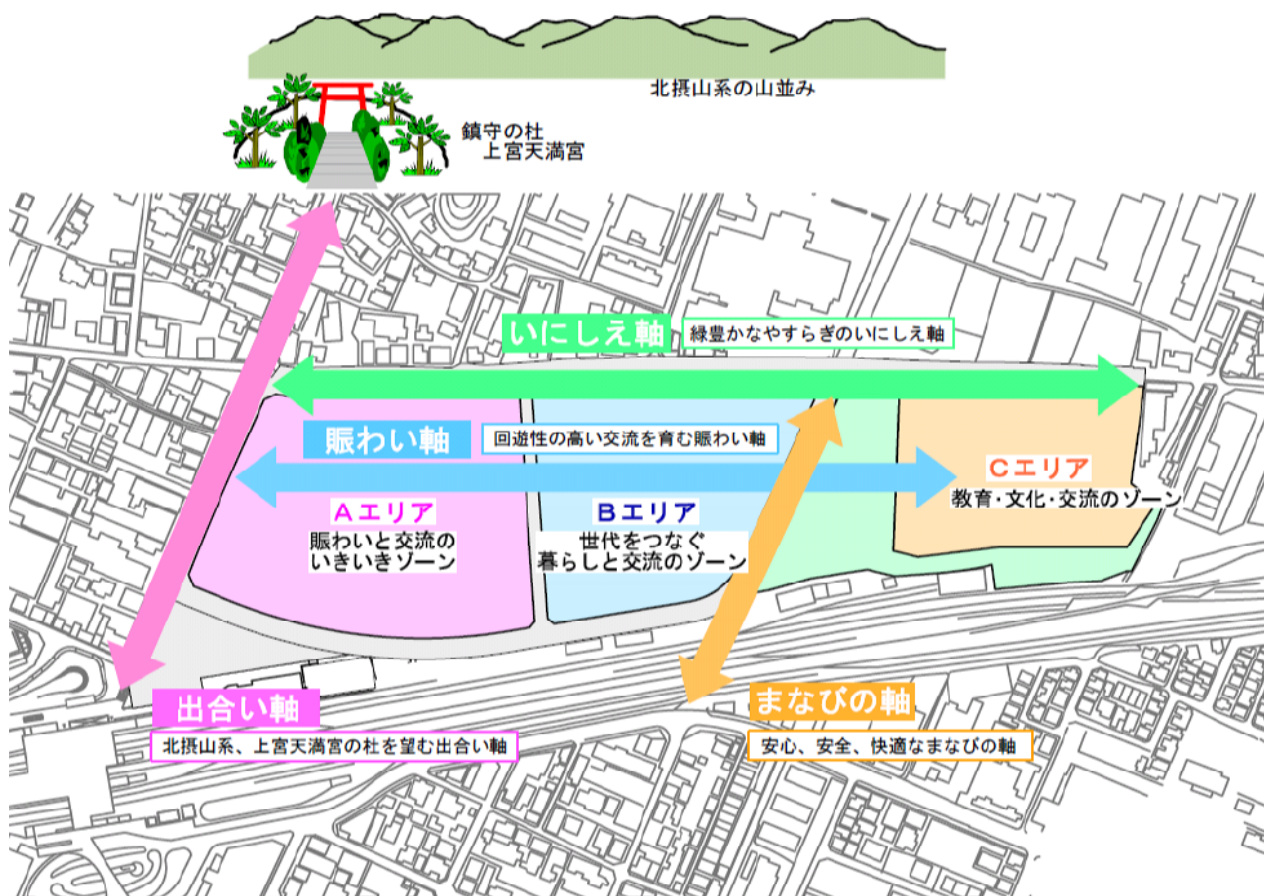 北摂山系の山並み
鎮守の杜
上宮天満宮
いにしえ軸
緑豊かなやすらぎのいにしえ軸
賑わい軸
回遊性の高い交流を育む賑わい軸
Aエリア
賑わいと交流の
いきいきゾーン
Bエリア
世代をつなぐ
暮らしと交流のゾーン
Cエリア
教育・文化・交流のゾーン
出合い軸
北摂山系、上宮天満宮の杜を望む出合い軸
まなびの軸
安心、安全、快適なまなびの軸